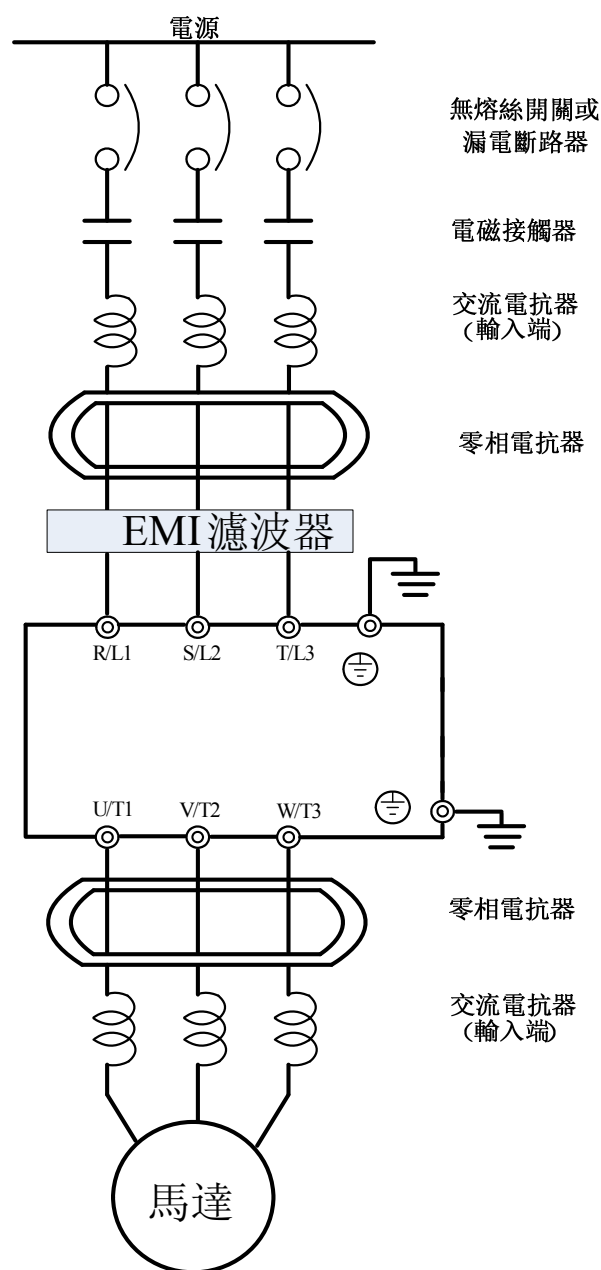 電源
無熔絲開關或
漏電斷路器
電磁接觸器
交流電抗器
(輸入端)
零相電抗器
EMI濾波器
R/L1
S/L2
T/L3
U/T1
V/T2
W/T3
零相電抗器
交流電抗器
(輸入端)
馬達